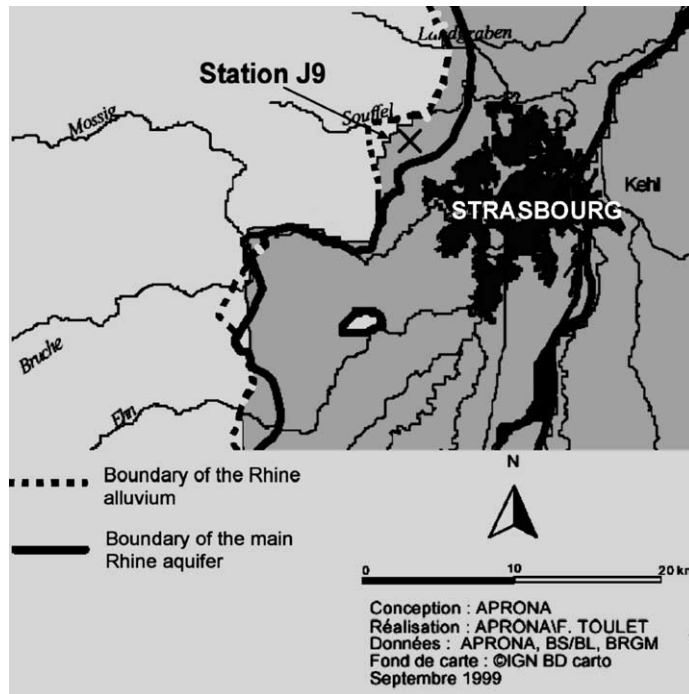 Landgraben
Station J9
Souffel
Mossig
Kehl
STRASBOURG
Bruche
Ehn
Boundary of the Rhine
alluvium
N
Boundary of the main
Rhine aquifer
0 10 20 km
Conception : APRONA
Réalisation : APRONA\F. TOULET
Données : APRONA, BS/BL, BRGM
Fond de carte : ©IGN BD carto
Septembre 1999